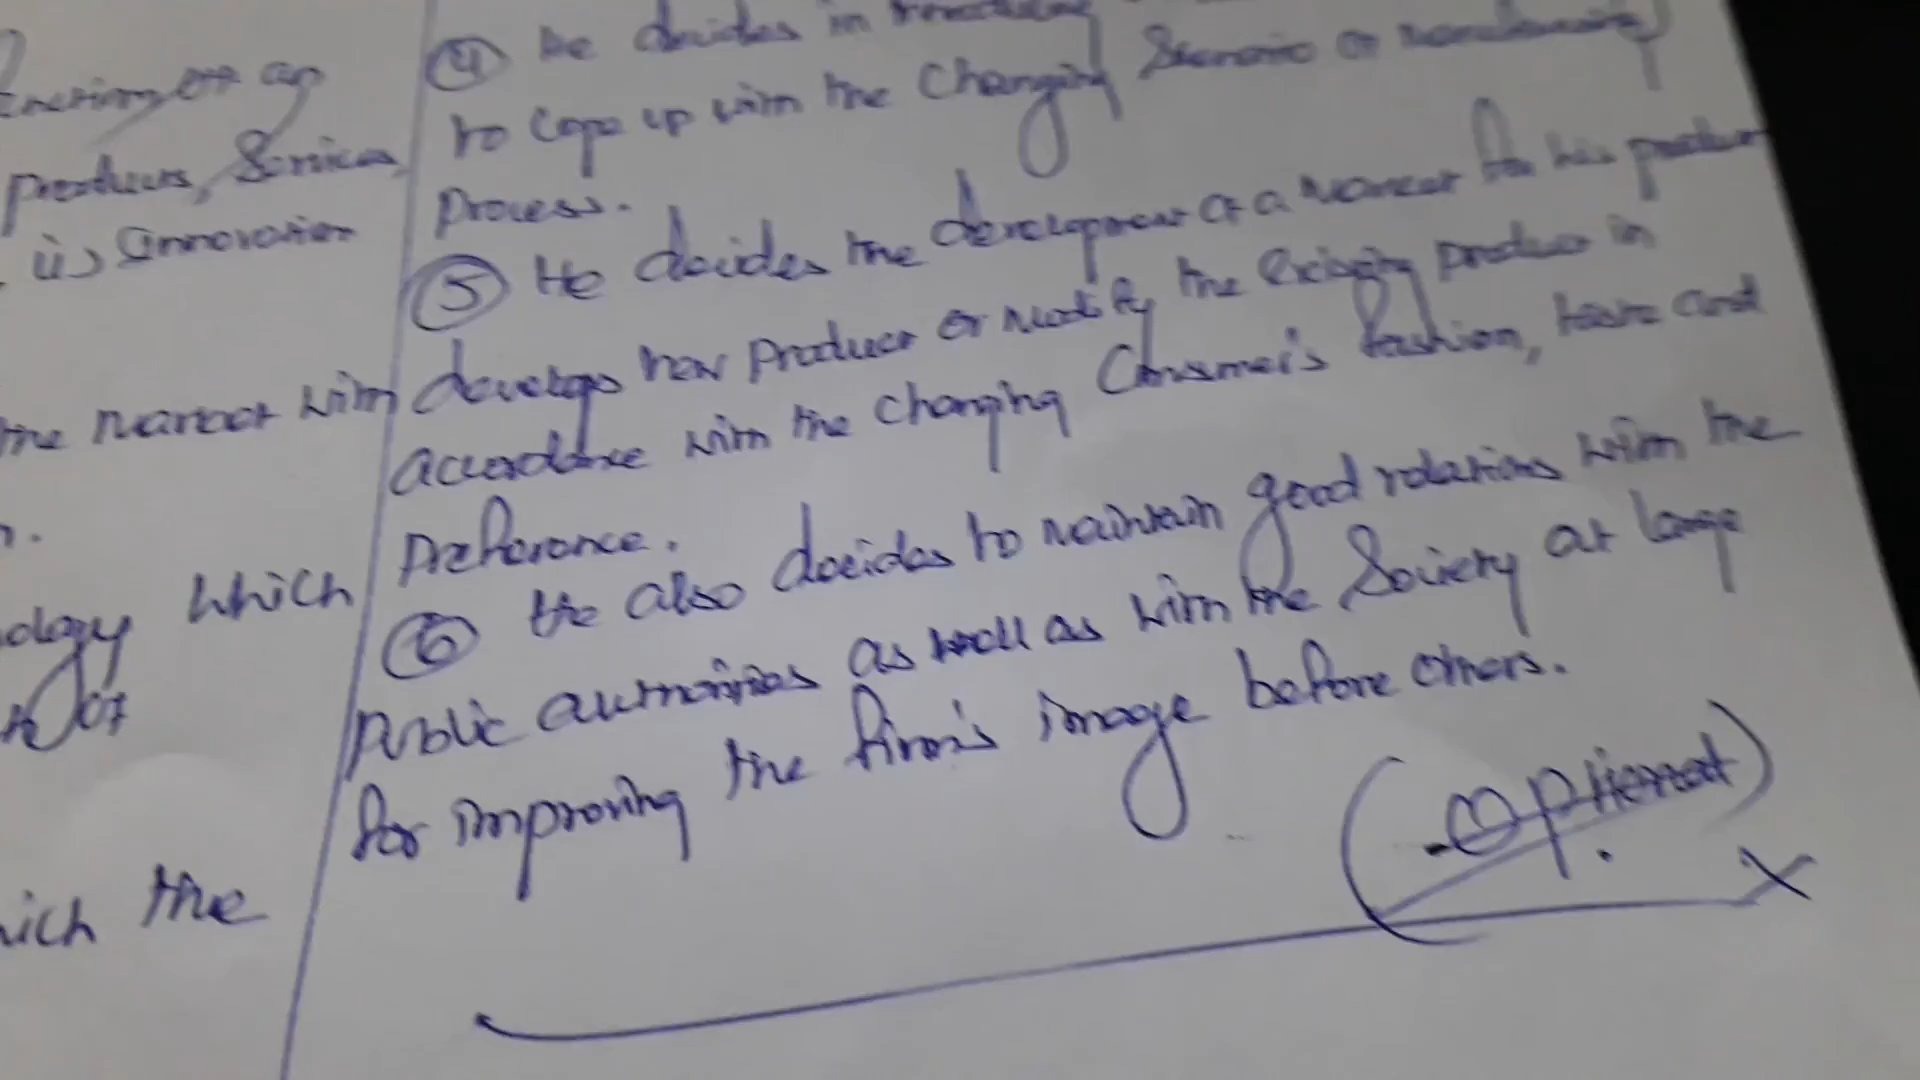 products, Services,
is Innovation
the market with
which
which the
④ He decides in
to cope up with the changing Scenario or manufacturing
process.
⑤ He decides the development of a market for his product
develops new product or modify the existing product in
accordance with the changing Consumer's fashion, taste and
Preference.
⑥ He also decides to maintain good relations with the
public authorities as well as with the Society at large
for improving the firm's image before others.